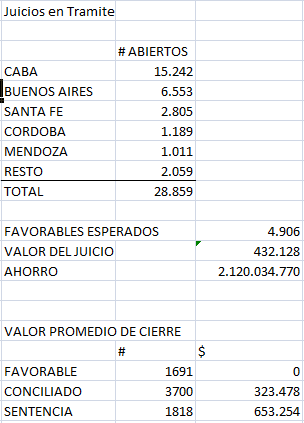 Juicios en Tramite
# ABIERTOS
CABA 15.242
BUENOS AIRES 6.553
SANTA FE 2.805
CORDOBA 1.189
MENDOZA 1.011
RESTO 2.059
TOTAL 28.859
FAVORABLES ESPERADOS 4.906
VALOR DEL JUICIO 432.128
AHORRO 2.120.034.770
VALOR PROMEDIO DE CIERRE
# $
FAVORABLE 1691 0
CONCILIADO 3700 323.478
SENTENCIA 1818 653.254